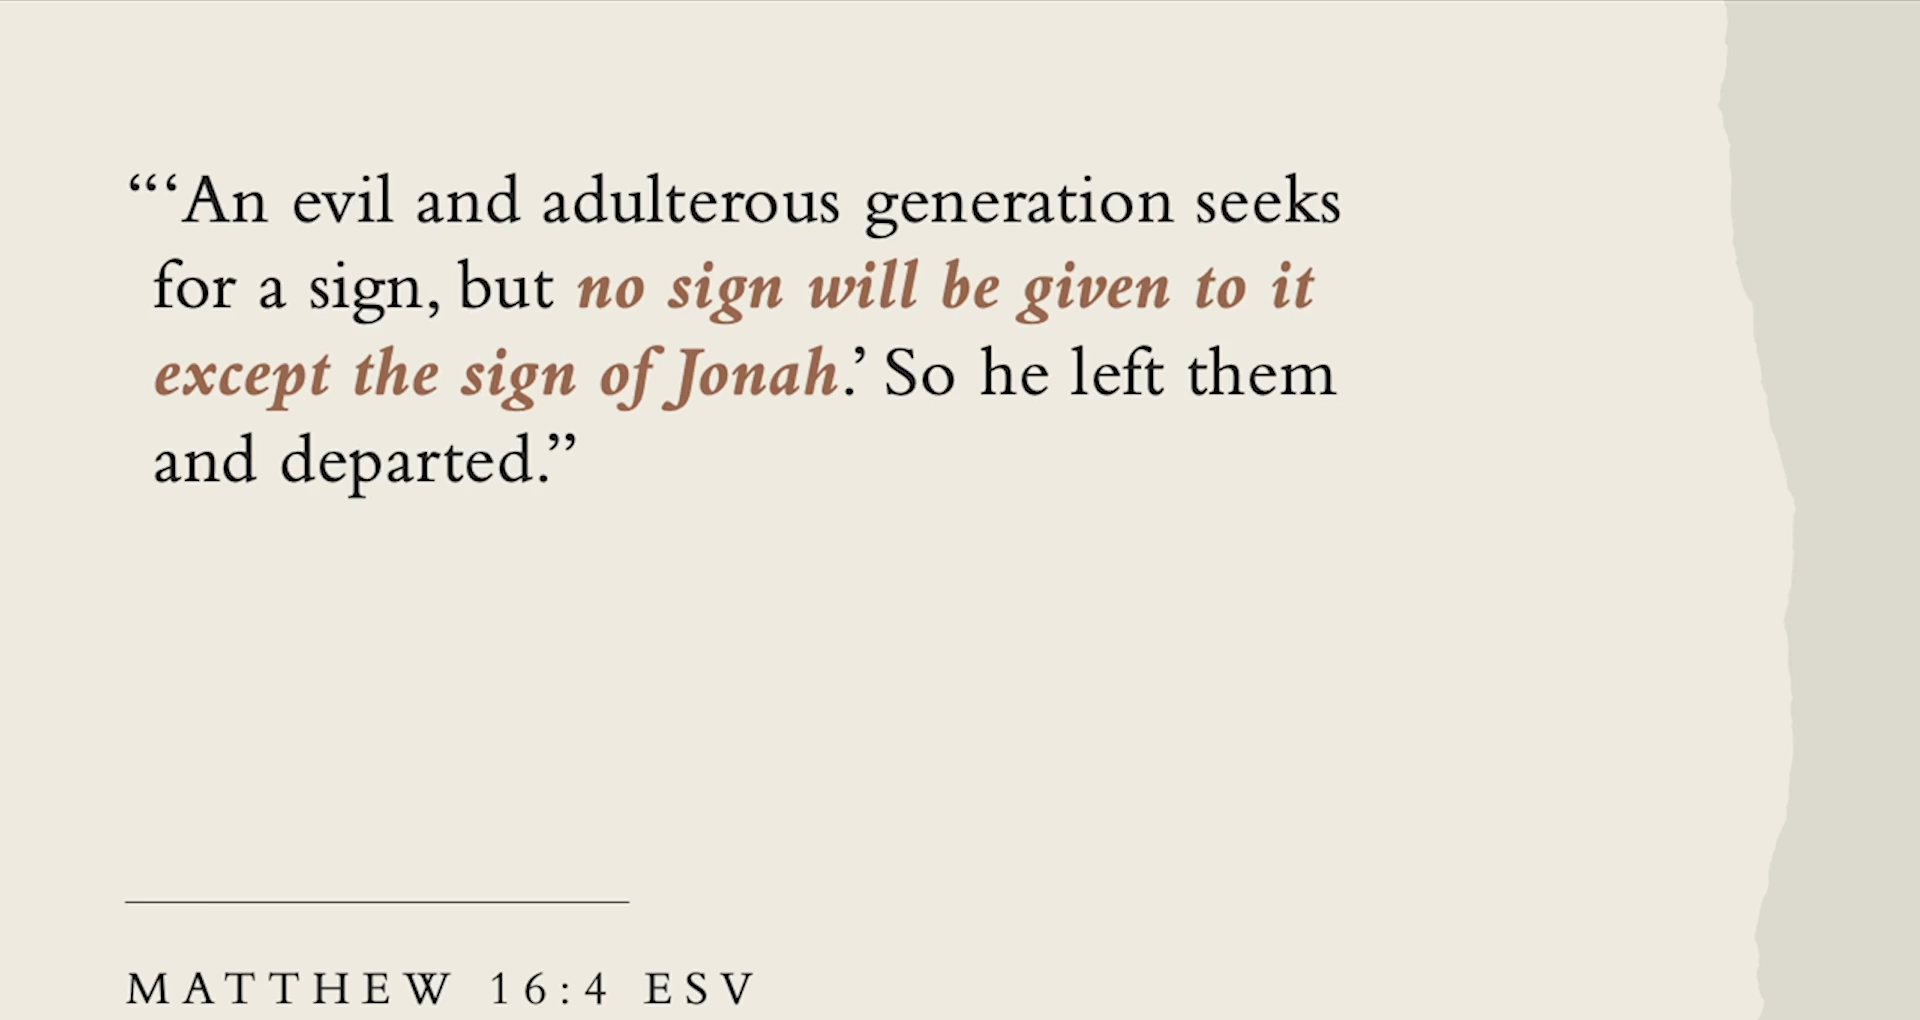 “‘An evil and adulterous generation seeks
for a sign, but no sign will be given to it
except the sign of Jonah.’ So he left them
and departed.”
MATTHEW 16:4 ESV